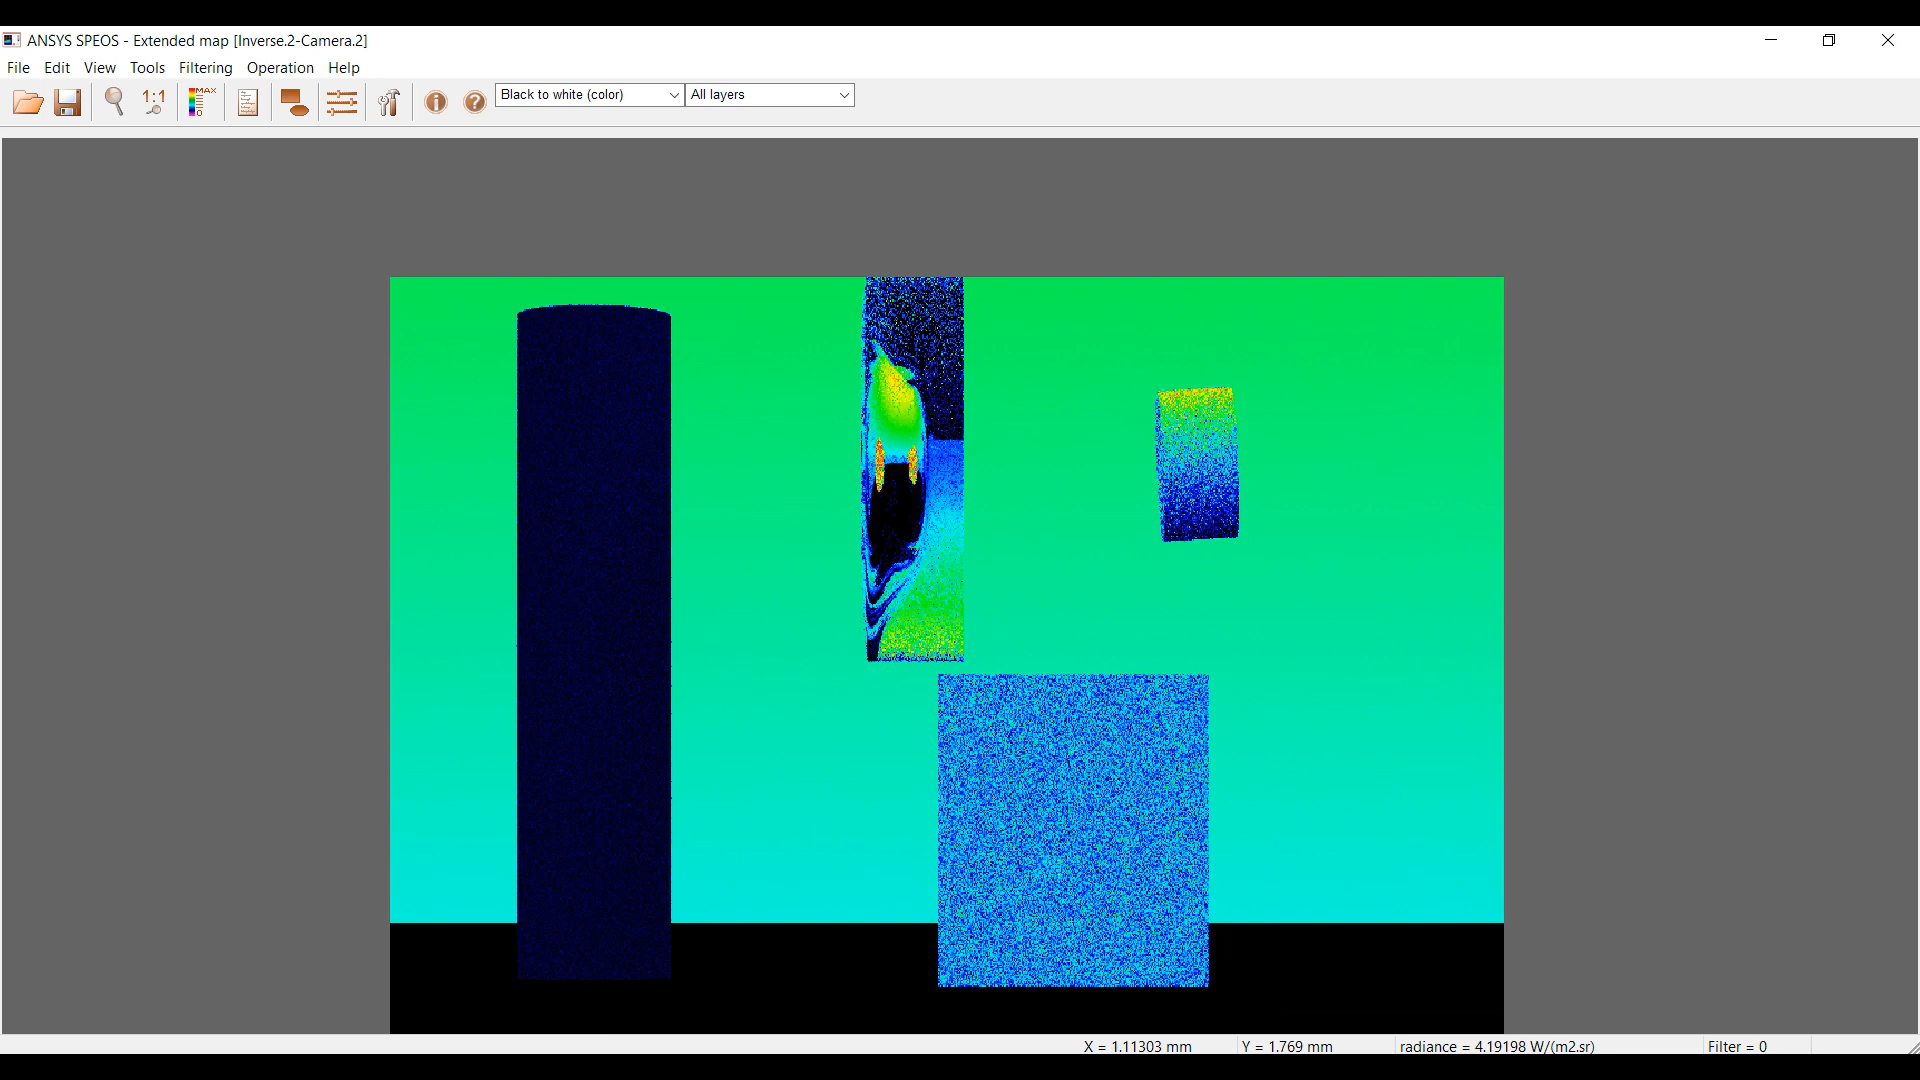 ANSYS SPEOS - Extended map [Inverse.2-Camera.2]
File Edit View Tools Filtering Operation Help
1:1 MAX 0 Black to white (color) All layers
X = 1.11303 mm Y = 1.769 mm radiance = 4.19198 W/(m2.sr) Filter = 0